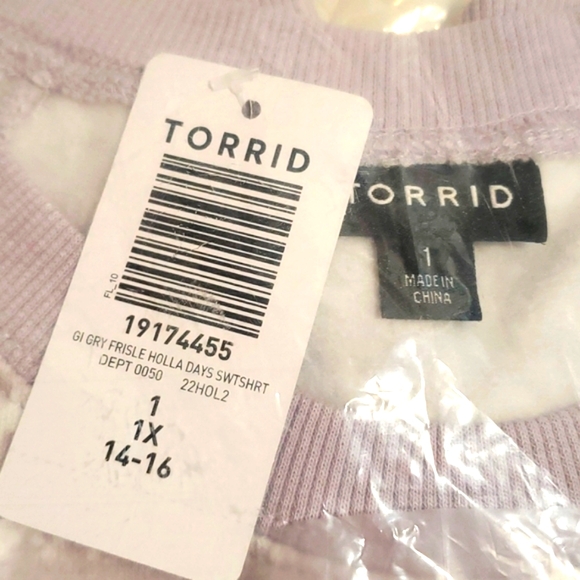 TORRID
FL_10
19174455
GI GRY FRISLE HOLLA DAYS SWTSHRT
DEPT 0050 22HOL2
1
1X
14-16
TORRID
1
MADE IN
CHINA